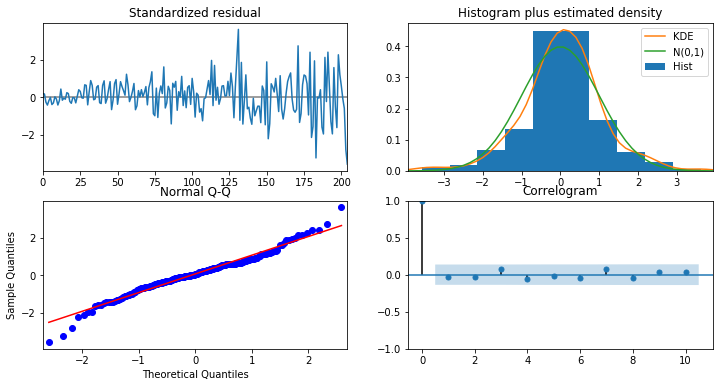 Standardized residual
2
0
−2
0 25 50 75 100 125 150 175 200
Histogram plus estimated density
KDE
N(0,1)
Hist
0.4
0.3
0.2
0.1
0.0
−3 −2 −1 0 1 2 3
Normal Q-Q
Sample Quantiles
2
0
−2
−2 −1 0 1 2
Theoretical Quantiles
Correlogram
1.0
0.5
0.0
−0.5
−1.0
0 2 4 6 8 10